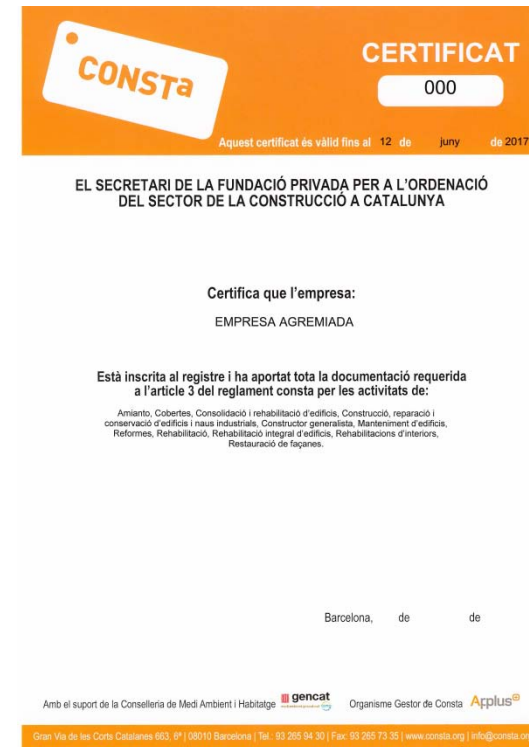 CONSTa
CERTIFICAT
000
Aquest certificat és vàlid fins al 12 de juny de 2017
EL SECRETARI DE LA FUNDACIÓ PRIVADA PER A L'ORDENACIÓ
DEL SECTOR DE LA CONSTRUCCIÓ A CATALUNYA
Certifica que l'empresa:
EMPRESA AGREMIADA
Està inscrita al registre i ha aportat tota la documentació requerida
a l'article 3 del reglament consta per les activitats de:
Amianto, Cobertes, Consolidació i rehabilitació d'edificis, Construcció, reparació i
conservació d'edificis i naus industrials, Constructor generalista, Manteniment d'edificis,
Reformes, Rehabilitació, Rehabilitació integral d'edificis, Rehabilitacions d'interiors,
Restauració de façanes.
Barcelona, de de
Amb el suport de la Conselleria de Medi Ambient i Habitatge gencat Organisme Gestor de Consta Applus⊕
Gran Via de les Corts Catalanes 663, 6ª | 08010 Barcelona | Tel.: 93 265 94 30 | Fax: 93 265 73 35 | www.consta.org | info@consta.org